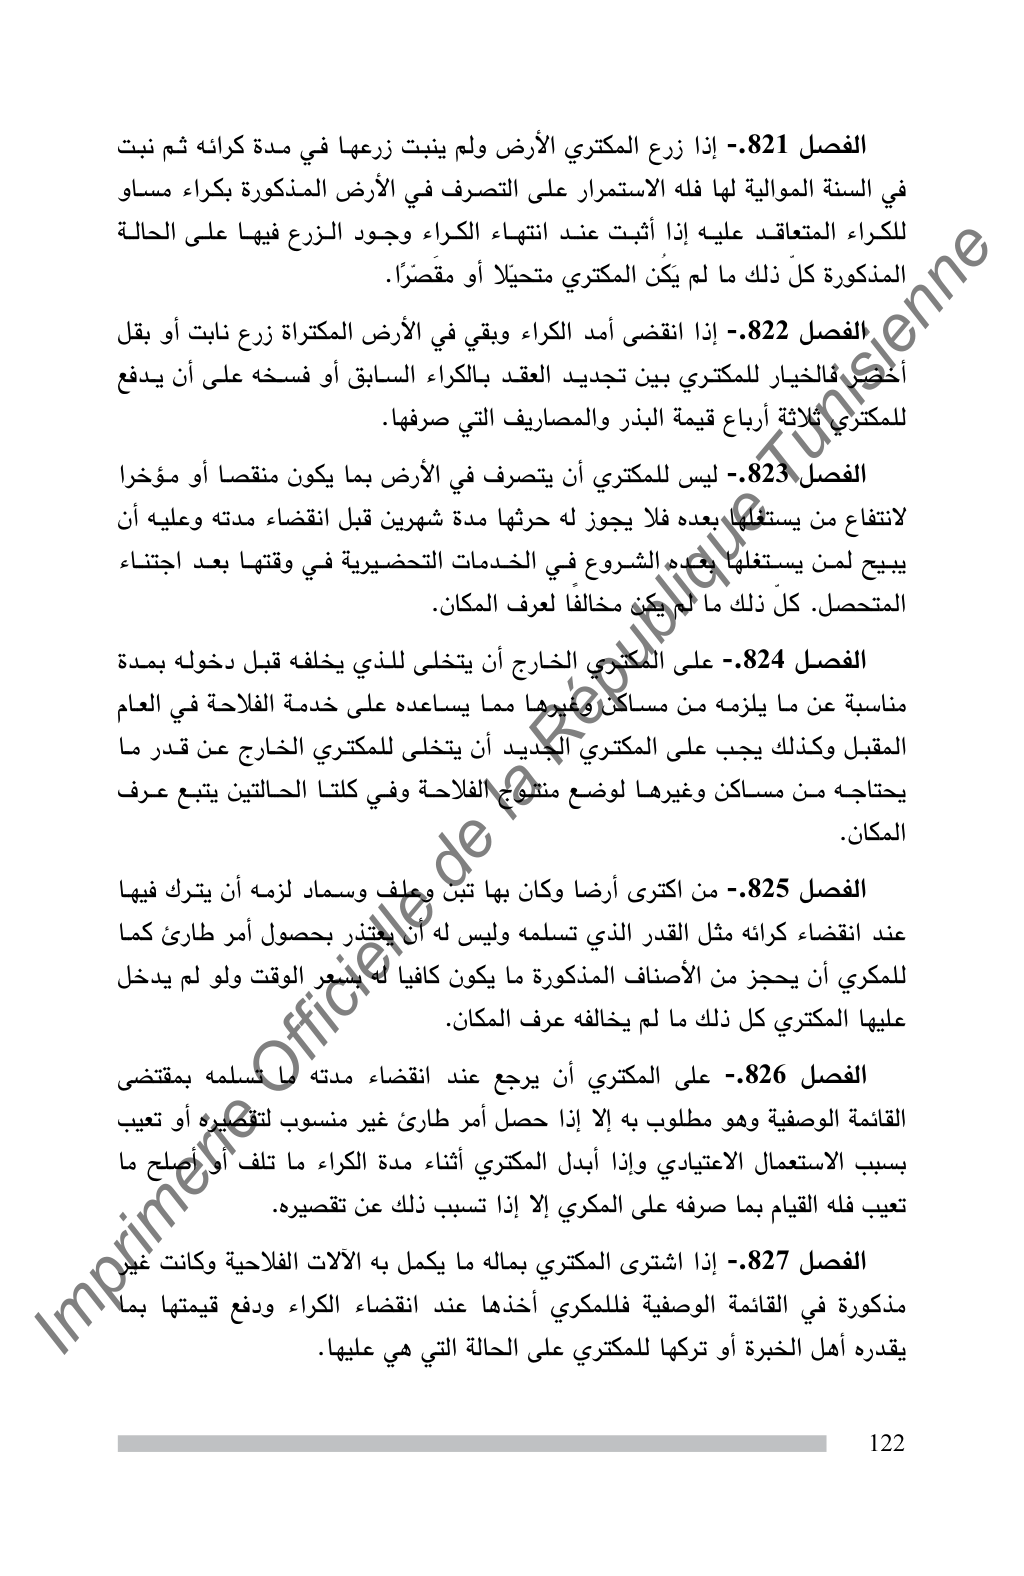 الفصل 821.- إذا زرع المكتري الأرض ولم ينبت زرعها في مدة كرائه ثم نبت
في السنة الموالية لها فله الاستمرار على التصرف في الأرض المذكورة بكراء مساو
للكراء المتعاقد عليه إذا أثبت عند انتهاء الكراء وجود الزرع فيها على الحالة
المذكورة كلّ ذلك ما لم يَكُن المكتري متحيّلا أو مقَصّرًا.
الفصل 822.- إذا انقضى أمد الكراء وبقي في الأرض المكتراة زرع نابت أو بقل
أخضر فالخيار للمكتري بين تجديد العقد بالكراء السابق أو فسخه على أن يدفع
للمكتري ثلاثة أرباع قيمة البذر والمصاريف التي صرفها.
الفصل 823.- ليس للمكتري أن يتصرف في الأرض بما يكون منقصا أو مؤخرا
لانتفاع من يستغلها بعده فلا يجوز له حرثها مدة شهرين قبل انقضاء مدته وعليه أن
يبيح لمن يستغلها بعده الشروع في الخدمات التحضيرية في وقتها بعد اجتناء
المتحصل. كلّ ذلك ما لم يكن مخالفًا لعرف المكان.
الفصل 824.- على المكتري الخارج أن يتخلى للذي يخلفه قبل دخوله بمدة
مناسبة عن ما يلزمه من مساكن وغيرها مما يساعده على خدمة الفلاحة في العام
المقبل وكذلك يجب على المكتري الجديد أن يتخلى للمكتري الخارج عن قدر ما
يحتاجه من مساكن وغيرها لوضع منتوج الفلاحة وفي كلتا الحالتين يتبع عرف
المكان.
الفصل 825.- من اكترى أرضا وكان بها تبن وعلف وسماد لزمه أن يترك فيها
عند انقضاء كرائه مثل القدر الذي تسلمه وليس له أن يعتذر بحصول أمر طارئ كما
للمكري أن يحجز من الأصناف المذكورة ما يكون كافيا له بسعر الوقت ولو لم يدخل
عليها المكتري كل ذلك ما لم يخالفه عرف المكان.
الفصل 826.- على المكتري أن يرجع عند انقضاء مدته ما تسلمه بمقتضى
القائمة الوصفية وهو مطلوب به إلا إذا حصل أمر طارئ غير منسوب لتقصيره أو تعيب
بسبب الاستعمال الاعتيادي وإذا أبدل المكتري أثناء مدة الكراء ما تلف أو أصلح ما
تعيب فله القيام بما صرفه على المكري إلا إذا تسبب ذلك عن تقصيره.
الفصل 827.- إذا اشترى المكتري بماله ما يكمل به الآلات الفلاحية وكانت غير
مذكورة في القائمة الوصفية فللمكري أخذها عند انقضاء الكراء ودفع قيمتها بما
يقدره أهل الخبرة أو تركها للمكتري على الحالة التي هي عليها.
122
Imprimerie Officielle de la République Tunisienne